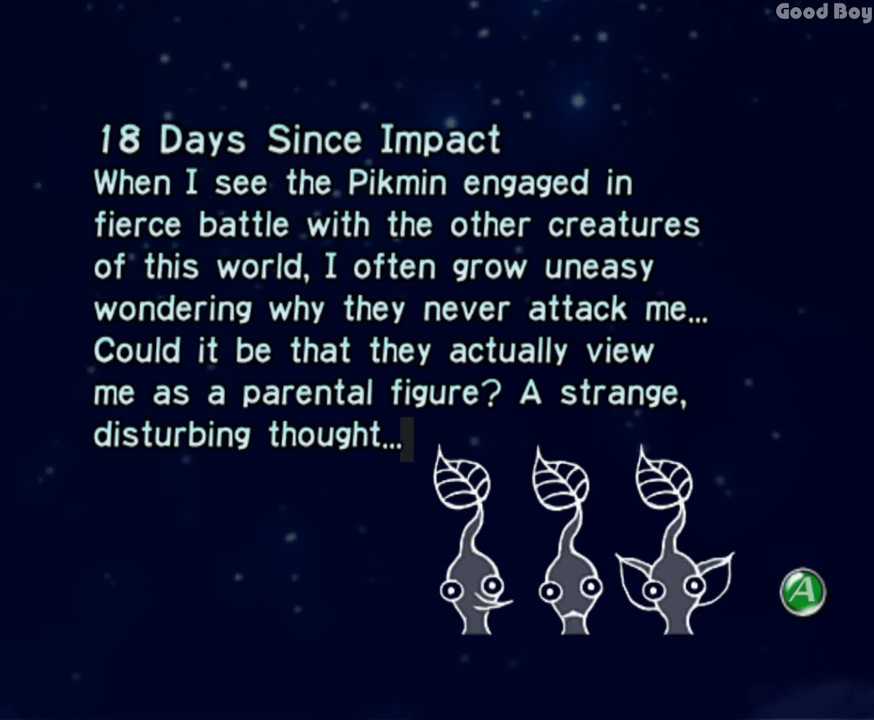 Good Boy
18 Days Since Impact
When I see the Pikmin engaged in
fierce battle with the other creatures
of this world, I often grow uneasy
wondering why they never attack me...
Could it be that they actually view
me as a parental figure? A strange,
disturbing thought...
A